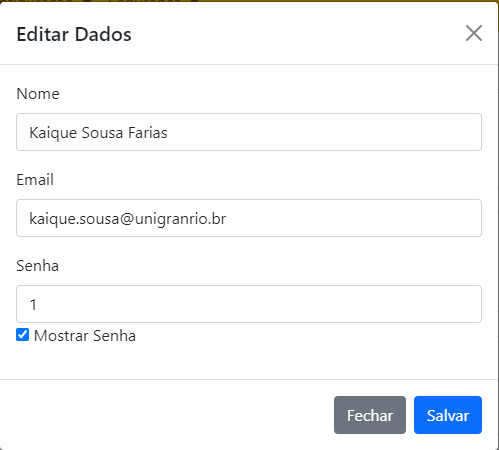 Editar Dados
Nome
Kaique Sousa Farias
Email
kaique.sousa@unigranrio.br
Senha
1
Mostrar Senha
Fechar Salvar